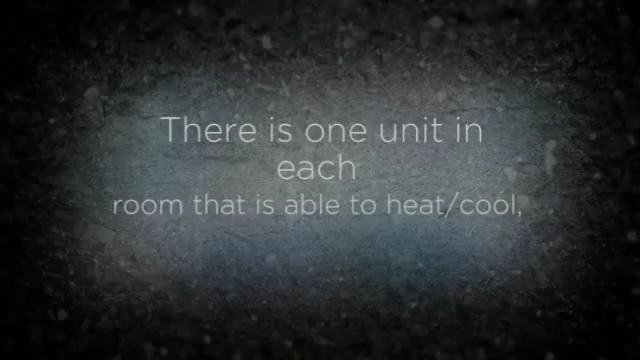 There is one unit in
each
room that is able to heat/cool,